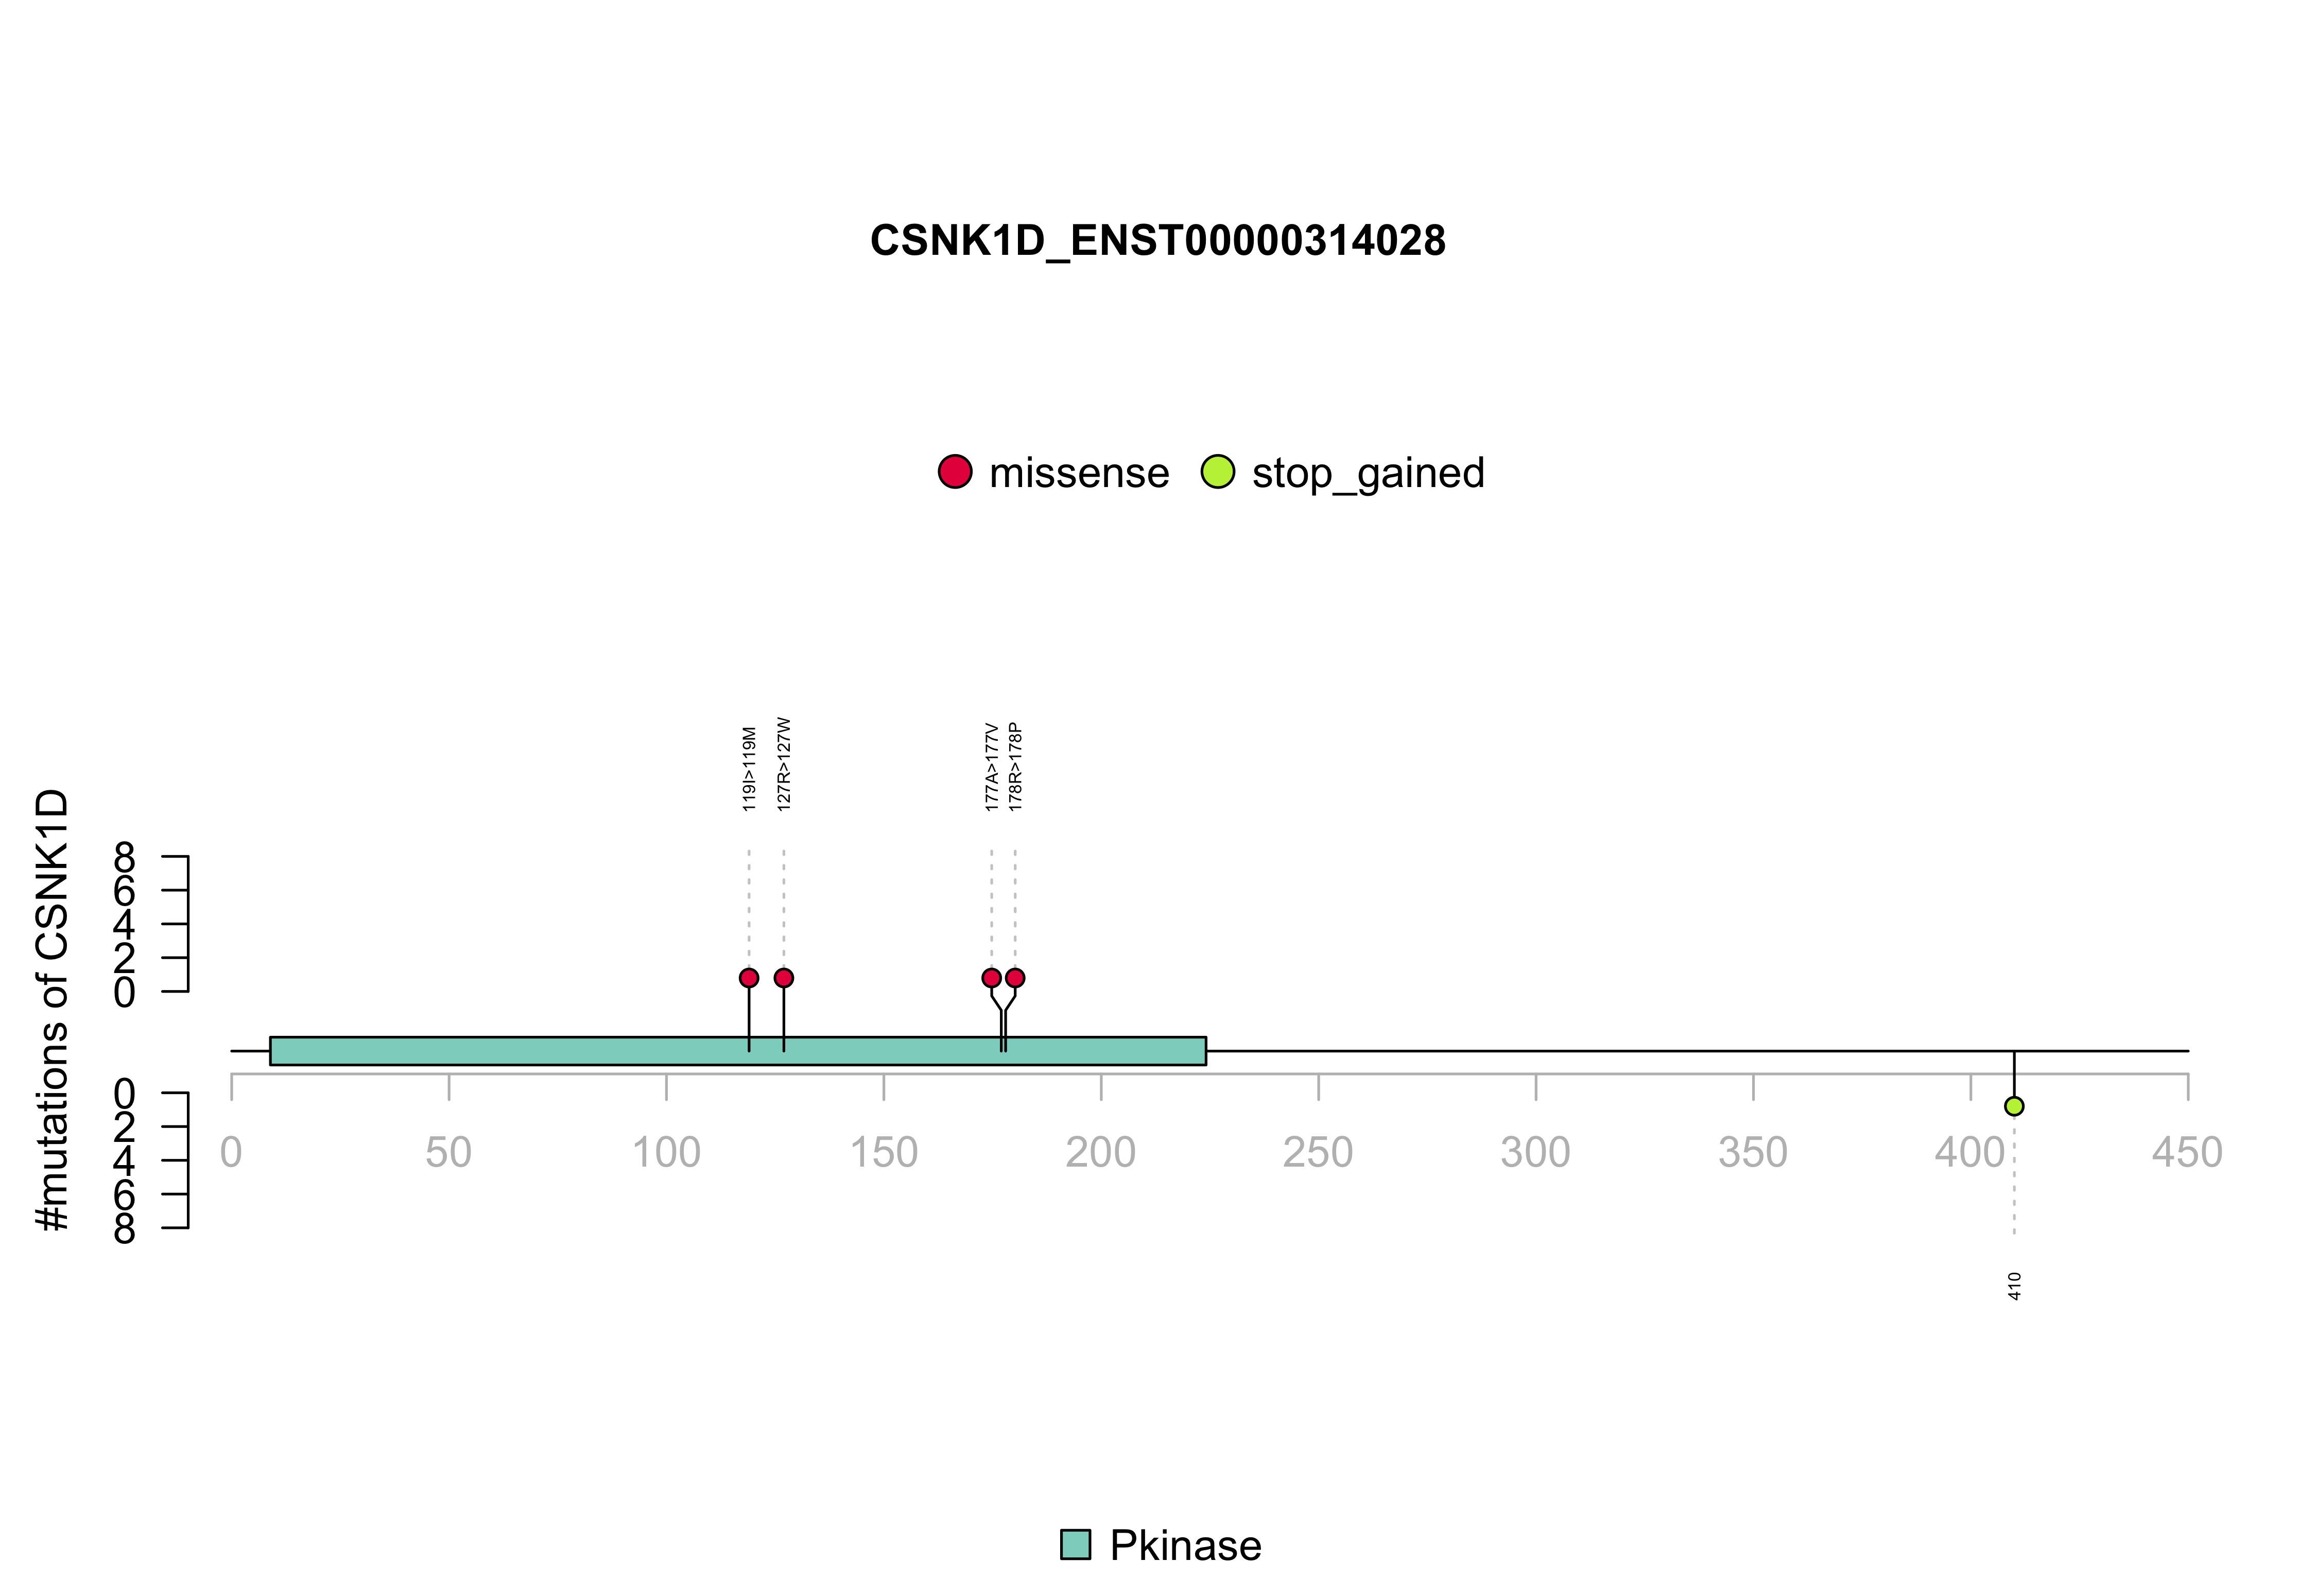 CSNK1D_ENST00000314028
missense
stop_gained
119I>119M
127R>127W
177A>177V
178R>178P
#mutations of CSNK1D
8
6
4
2
0
0
2
4
6
8
0 50 100 150 200 250 300 350 400 450
410
Pkinase